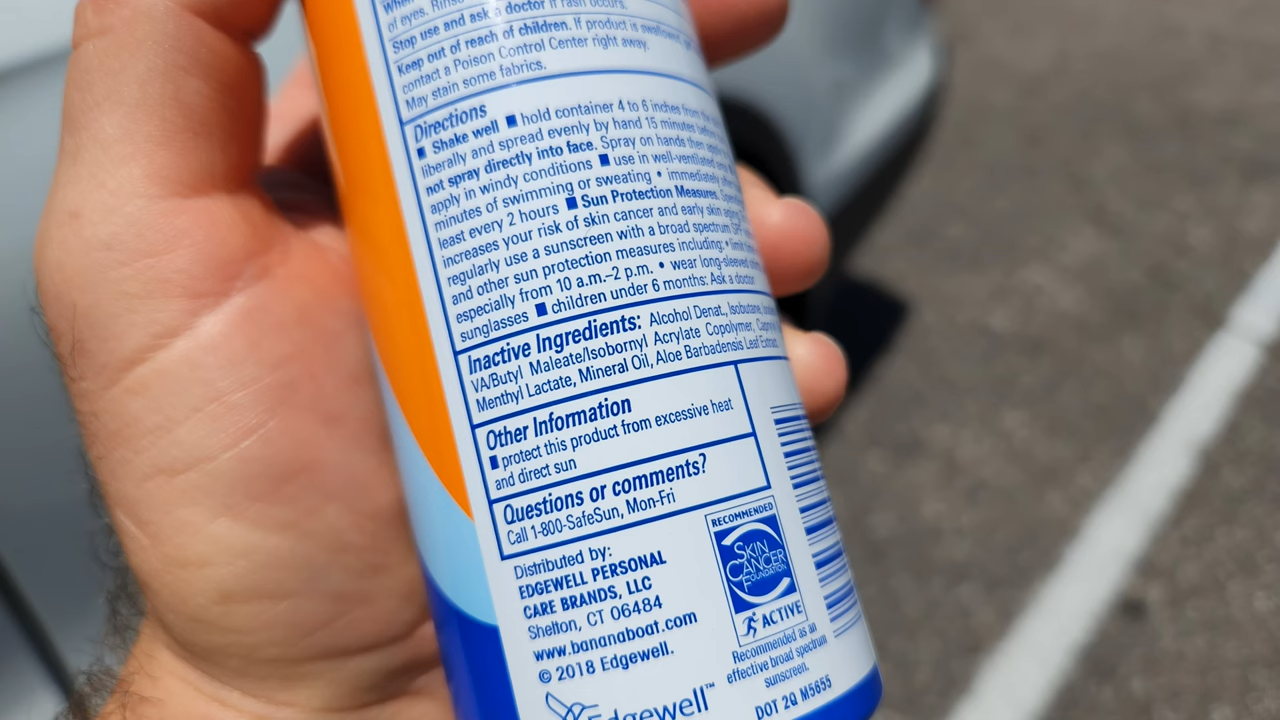 of eyes. Rinse
Stop use and ask a doctor if rash occurs.
Keep out of reach of children. If product is swallowed,
contact a Poison Control Center right away.
May stain some fabrics.
Directions
■ Shake well ■ hold container 4 to 6 inches from the
liberally and spread evenly by hand 15 minutes before
not spray directly into face. Spray on hands then
apply in windy conditions ■ use in well-ventilated
minutes of swimming or sweating • immediately
least every 2 hours ■ Sun Protection Measures.
increases your risk of skin cancer and early skin aging
regularly use a sunscreen with a broad spectrum
and other sun protection measures including: • limit
especially from 10 a.m.–2 p.m. • wear long-sleeved
sunglasses ■ children under 6 months: Ask a doctor
Inactive Ingredients: Alcohol Denat., Isobutane,
VA/Butyl Maleate/Isobornyl Acrylate Copolymer,
Menthyl Lactate, Mineral Oil, Aloe Barbadensis Leaf Extract
Other Information
■ protect this product from excessive heat
and direct sun
Questions or comments?
Call 1-800-SafeSun, Mon-Fri
Distributed by:
EDGEWELL PERSONAL
CARE BRANDS, LLC
Shelton, CT 06484
www.bananaboat.com
© 2018 Edgewell.
Edgewell™
RECOMMENDED
SKIN
CANCER
FOUNDATION
ACTIVE
Recommended as an
effective broad spectrum
sunscreen.
DOT 2Q N5655